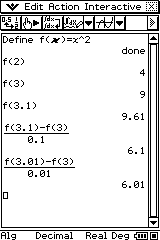 Edit Action Interactive
Define f(x)=x^2
done
f(2)
4
f(3)
9
f(3.1)
9.61
f(3.1)-f(3)
0.1
6.1
f(3.01)-f(3)
0.01
6.01
Alg Decimal Real Deg